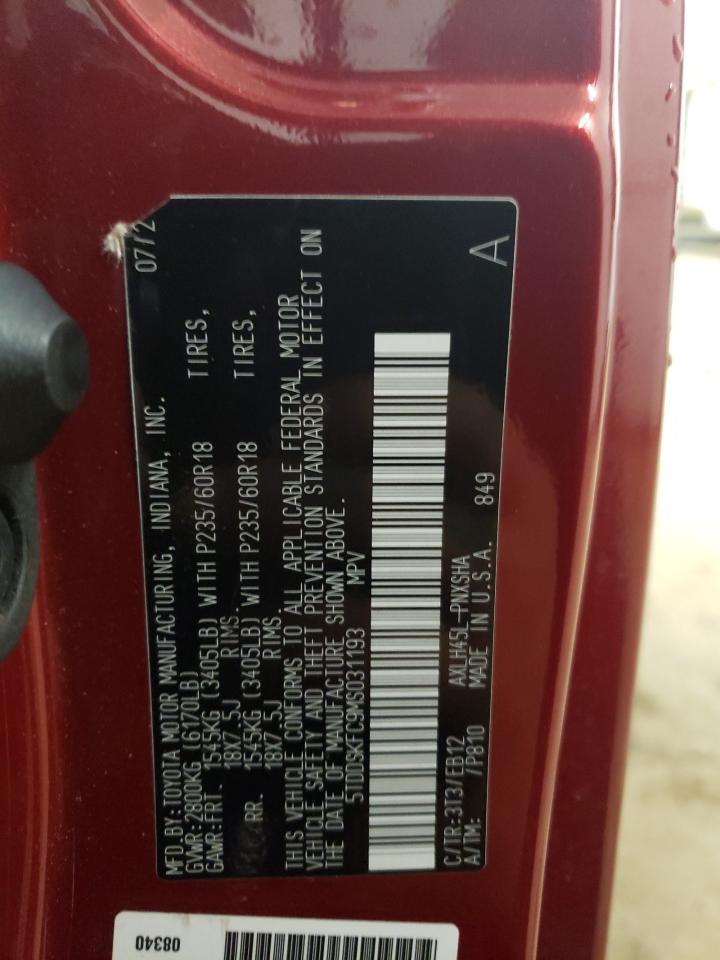 MFD.BY:TOYOTA MOTOR MANUFACTURING, INDIANA, INC. 07/2
GVWR:2800KG (6170LB)
GAWR:FRT. 1545KG (3405LB) WITH P235/60R18 TIRES,
18X7.5J RIMS.
RR. 1545KG (3405LB) WITH P235/60R18 TIRES,
18X7.5J RIMS.
THIS VEHICLE CONFORMS TO ALL APPLICABLE FEDERAL MOTOR
VEHICLE SAFETY AND THEFT PREVENTION STANDARDS IN EFFECT ON
THE DATE OF MANUFACTURE SHOWN ABOVE.
5TDDSKFC9MS031193 MPV
C/TR:3T3/EB12 AXLH45L-PNXSHA
A/TM: /P810 MADE IN U.S.A. 849 A
08340